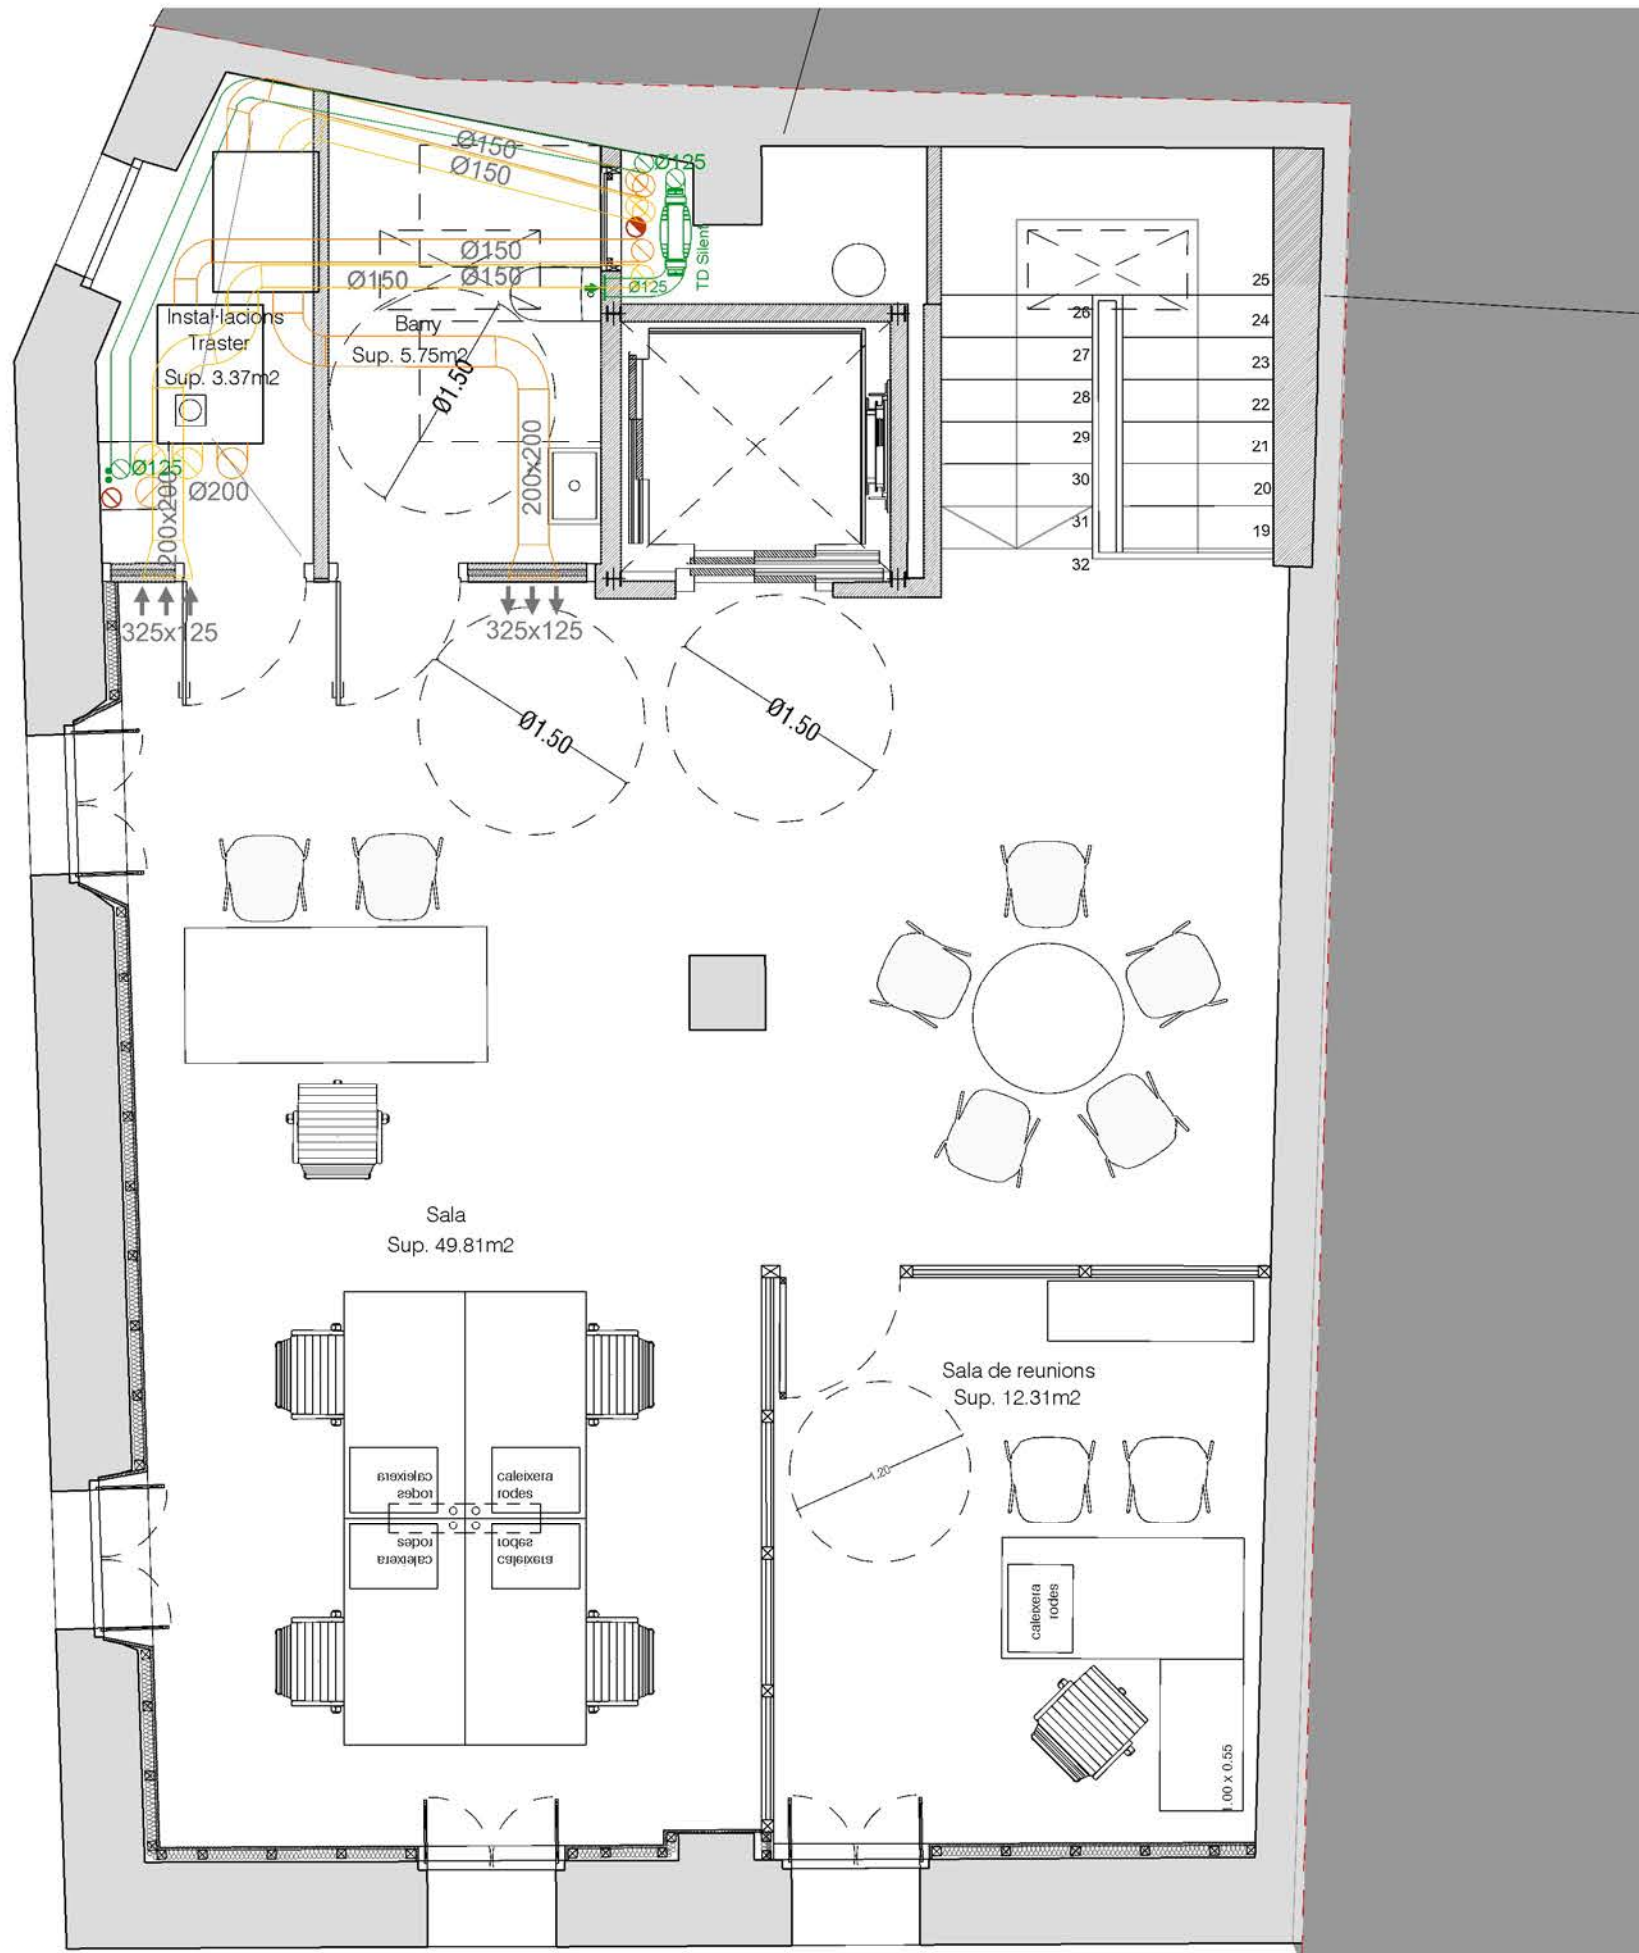 Ø150
Ø150
Ø125
TD Silent
Ø150
Ø150
Ø150
Ø125
Instal·lacions
Traster
Sup. 3.37m2
Bany
Sup. 5.75m2
Ø1.50
Ø125
Ø200
200x200
200x200
325x125
325x125
25
24
23
22
21
20
19
26
27
28
29
30
31
32
Ø1.50
Ø1.50
Sala
Sup. 49.81m2
Sala de reunions
Sup. 12.31m2
1.20
caleixera
rodes
caleixera
rodes
rodes
caleixera
rodes
caleixera
caleixera
rodes
1.00 x 0.55